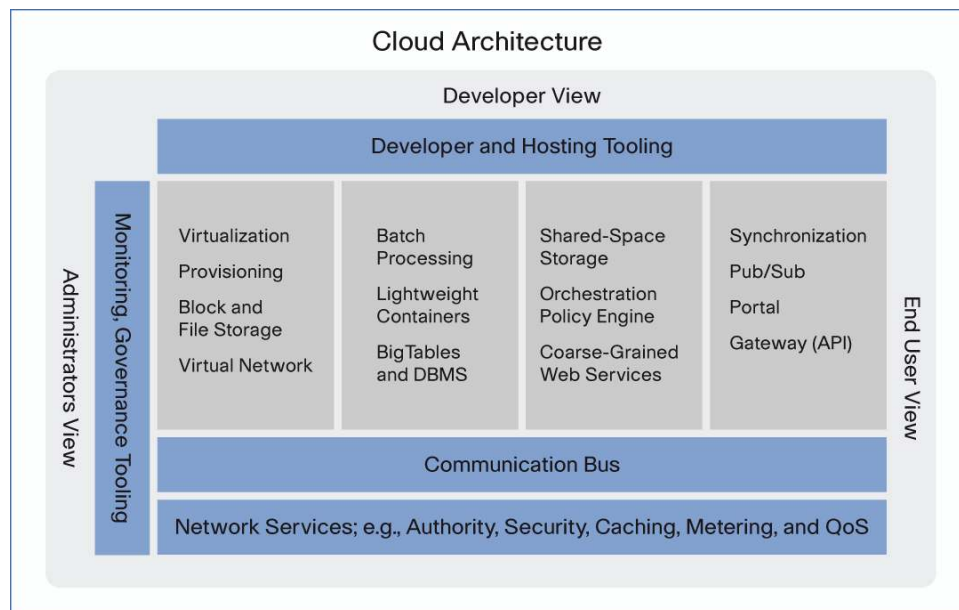 Cloud Architecture
Developer View
Developer and Hosting Tooling
Administrators View
Monitoring, Governance Tooling
Virtualization
Provisioning
Block and
File Storage
Virtual Network
Batch
Processing
Lightweight
Containers
BigTables
and DBMS
Shared-Space
Storage
Orchestration
Policy Engine
Coarse-Grained
Web Services
Synchronization
Pub/Sub
Portal
Gateway (API)
End User View
Communication Bus
Network Services; e.g., Authority, Security, Caching, Metering, and QoS